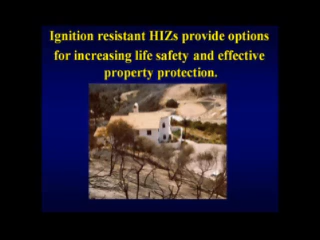 Ignition resistant HIZs provide options
for increasing life safety and effective
property protection.